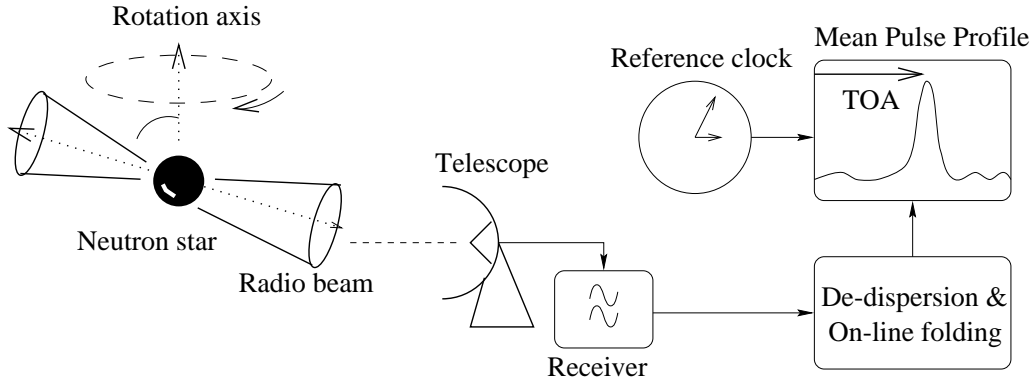 Rotation axis
Neutron star
Radio beam
Telescope
Receiver
Reference clock
Mean Pulse Profile
TOA
De-dispersion &
On-line folding